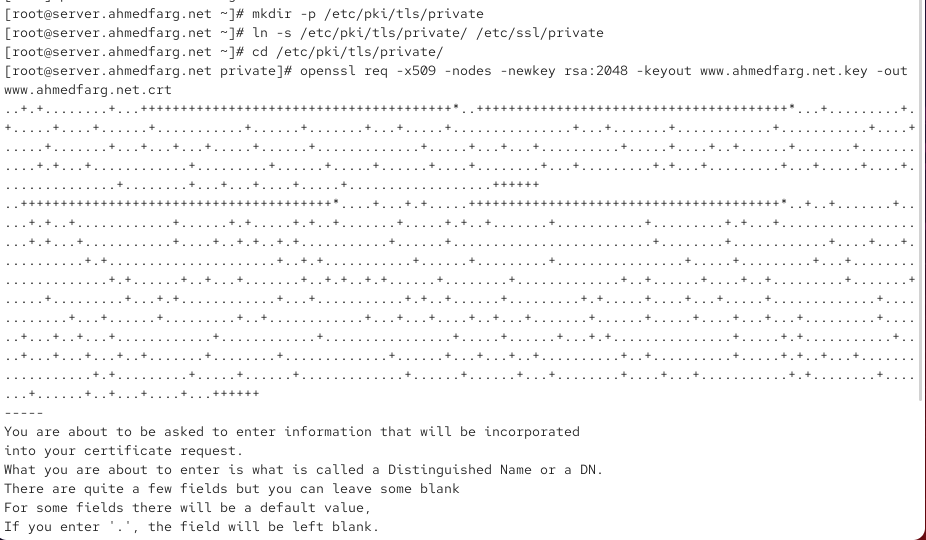 [root@server.ahmedfarg.net ~]# mkdir -p /etc/pki/tls/private
[root@server.ahmedfarg.net ~]# ln -s /etc/pki/tls/private/ /etc/ssl/private
[root@server.ahmedfarg.net ~]# cd /etc/pki/tls/private/
[root@server.ahmedfarg.net private]# openssl req -x509 -nodes -newkey rsa:2048 -keyout www.ahmedfarg.net.key -out
www.ahmedfarg.net.crt
-----
You are about to be asked to enter information that will be incorporated
into your certificate request.
What you are about to enter is what is called a Distinguished Name or a DN.
There are quite a few fields but you can leave some blank
For some fields there will be a default value,
If you enter '.', the field will be left blank.